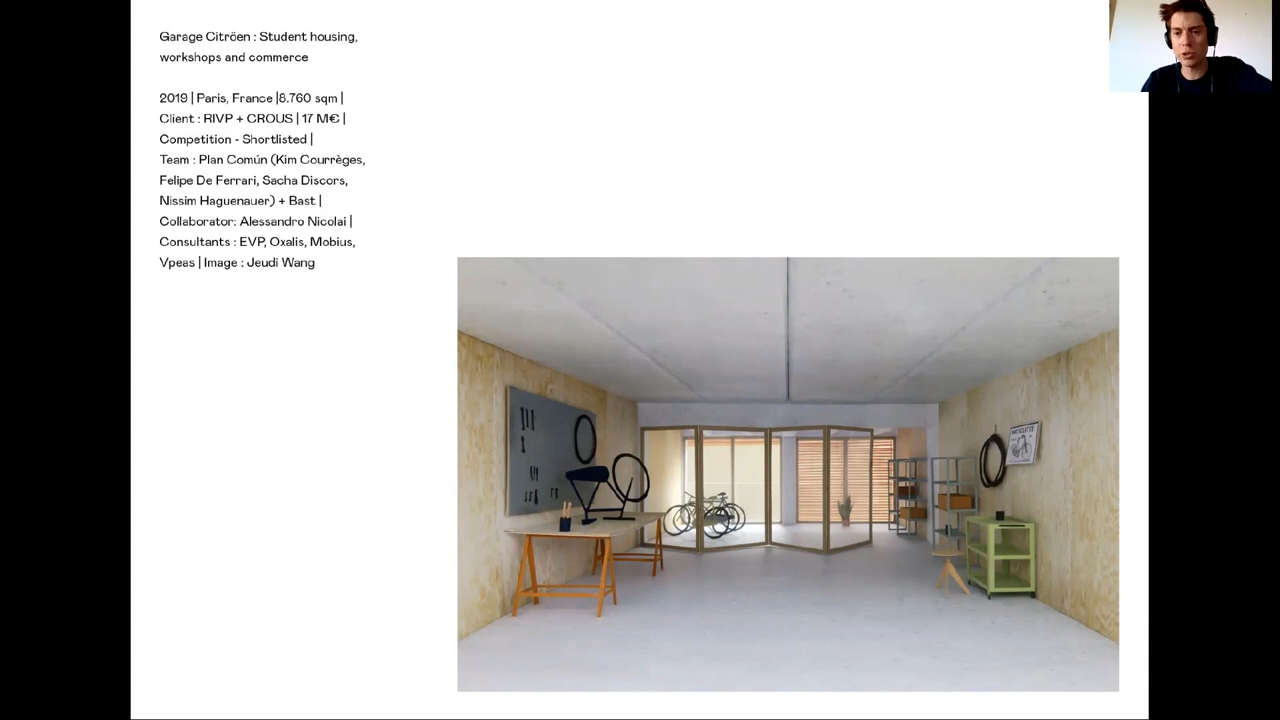 Garage Citröen : Student housing,
workshops and commerce
2019 | Paris, France |8.760 sqm |
Client : RIVP + CROUS | 17 M€ |
Competition - Shortlisted |
Team : Plan Común (Kim Courrèges,
Felipe De Ferrari, Sacha Discors,
Nissim Haguenauer) + Bast |
Collaborator: Alessandro Nicolai |
Consultants : EVP, Oxalis, Mobius,
Vpeas | Image : Jeudi Wang
BICYCLETTE